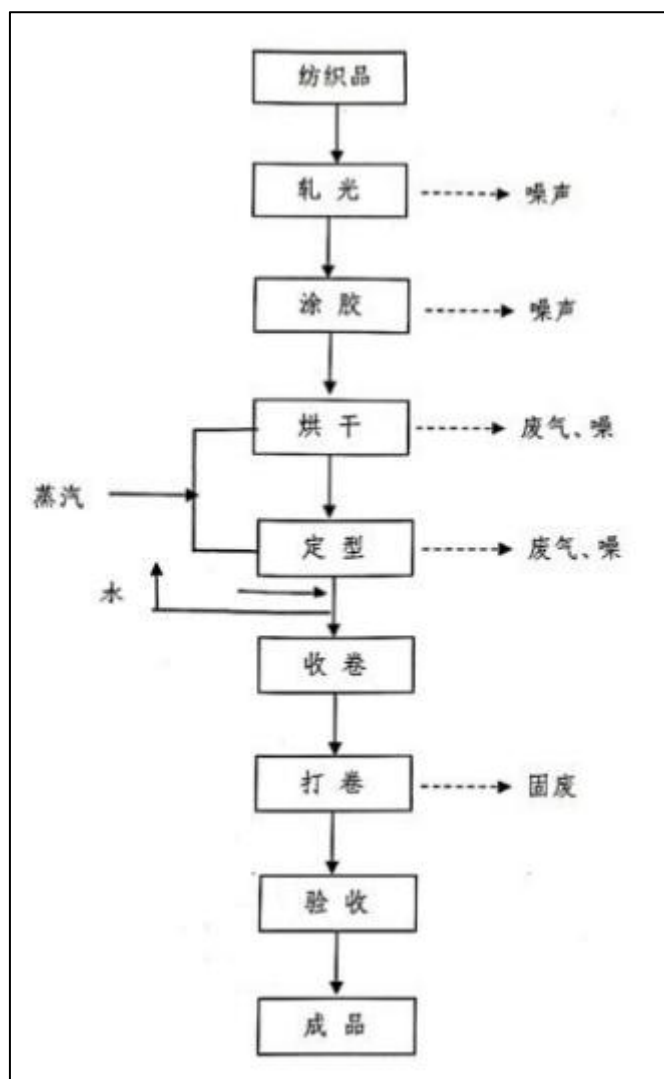 纺织品
轧光 噪声
涂胶 噪声
烘干 废气、噪
蒸汽
定型 废气、噪
水
收卷
打卷 固废
验收
成品